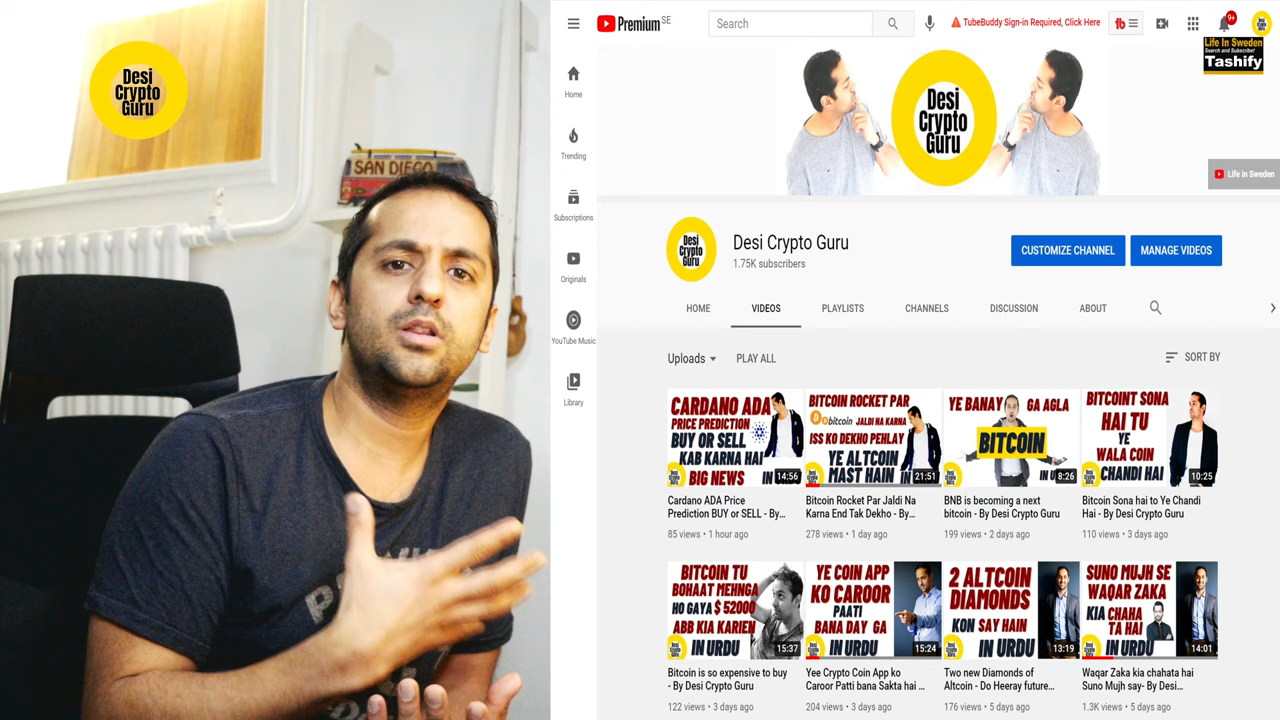 Desi
Crypto
Guru
SAN DIEGO
Premium SE
Search
TubeBuddy Sign-in Required, Click Here
tb
9+
Life In Sweden
Search and Subscribe!
Tashify
Home
Trending
Subscriptions
Originals
YouTube Music
Library
Desi
Crypto
Guru
Life in Sweden
Desi
Crypto
Guru
Desi Crypto Guru
1.75K subscribers
CUSTOMIZE CHANNEL
MANAGE VIDEOS
HOME
VIDEOS
PLAYLISTS
CHANNELS
DISCUSSION
ABOUT
Uploads
PLAY ALL
SORT BY
CARDANO ADA
PRICE PREDICTION
BUY OR SELL
KAB KARNA HAI
BIG NEWS IN
14:56
Cardano ADA Price
Prediction BUY or SELL - By...
85 views • 1 hour ago
BITCOIN ROCKET PAR
bitcoin JALDI NA KARNA
ISS KO DEKHO PEHLAY
YE ALTCOIN
MAST HAIN IN
21:51
Bitcoin Rocket Par Jaldi Na
Karna End Tak Dekho - By...
278 views • 1 day ago
YE BANAY GA AGLA
BITCOIN
IN U
8:26
BNB is becoming a next
bitcoin - By Desi Crypto Guru
199 views • 2 days ago
BITCOINT SONA
HAI TU
YE
WALA COIN
CHANDI HAI
10:25
Bitcoin Sona hai to Ye Chandi
Hai - By Desi Crypto Guru
110 views • 3 days ago
BITCOIN TU
BOHAAT MEHNGA
HO GAYA $ 52000
ABB KIA KARIEN
IN URDU
15:37
Bitcoin is so expensive to buy
- By Desi Crypto Guru
122 views • 3 days ago
YE COIN APP
KO CAROOR
PAATI
BANA DAY GA
IN URDU
15:24
Yee Crypto Coin App ko
Caroor Patti bana Sakta hai ...
204 views • 3 days ago
2 ALTCOIN
DIAMONDS
KON SAY HAIN
IN URDU
13:19
Two new Diamonds of
Altcoin - Do Heeray future...
176 views • 5 days ago
SUNO MUJH SE
WAQAR ZAKA
KIA CHAHA
TA HAI
IN URDU
14:01
Waqar Zaka kia chahata hai
Suno Mujh say- By Desi...
1.3K views • 5 days ago